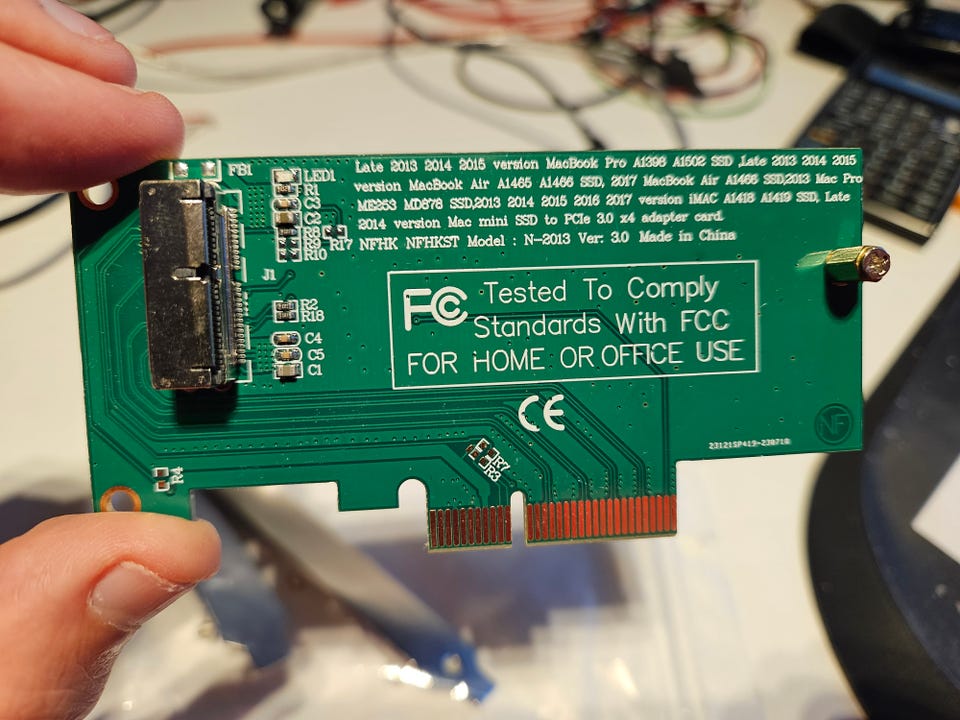 Late 2013 2014 2015 version MacBook Pro A1398 A1502 SSD ,Late 2013 2014 2015
version MacBook Air A1465 A1466 SSD, 2017 MacBook Air A1466 SSD,2013 Mac Pro
ME253 MD878 SSD,2013 2014 2015 2016 2017 version iMAC A1418 A1419 SSD, Late
2014 version Mac mini SSD to PCIe 3.0 x4 adapter card.
NFHK NFHKST Model : N-2013 Ver: 3.0 Made in China
FB1
LED1
R1
C3
C2
R8
R9
R10
R17
J1
R2
R18
C4
C5
C1
FC Tested To Comply
Standards With FCC
FOR HOME OR OFFICE USE
CE
NF
R7
R3
R4